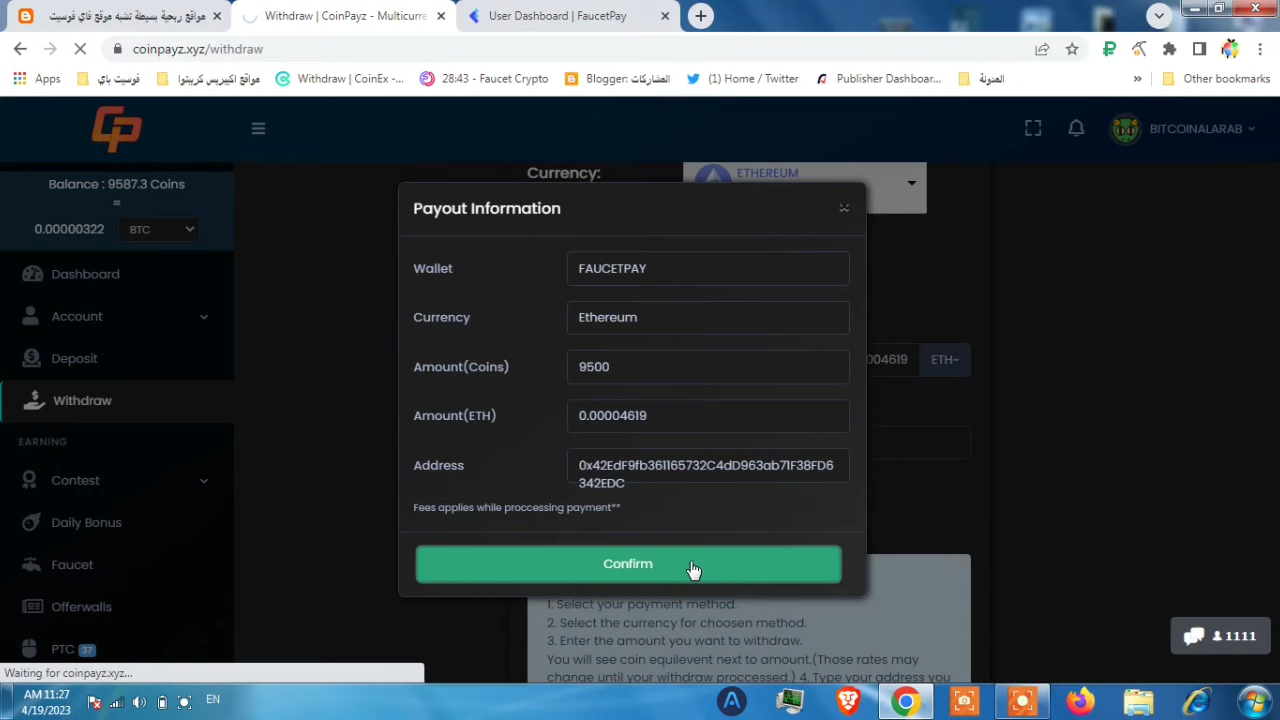 مواقع ربحية بسيطة تشبه موقع فاي فوسيت
Withdraw | CoinPayz - Multicurre
User Dashboard | FaucetPay
coinpayz.xyz/withdraw
Apps
فوسيت باي
مواقع اكبيريس كريبتوا
Withdraw | CoinEx -...
28:43 - Faucet Crypto
Blogger: المشاركات
(1) Home / Twitter
Publisher Dashboar...
المدونة
»
Other bookmarks
CP
BITCOINALARAB
Balance : 9587.3 Coins
=
0.00000322
BTC
Dashboard
Account
Deposit
Withdraw
EARNING
Contest
Daily Bonus
Faucet
Offerwalls
PTC 37
Currency:
ETHEREUM
Payout Information
Wallet
FAUCETPAY
Currency
Ethereum
Amount(Coins)
9500
Amount(ETH)
0.00004619
Address
0x42EdF9fb361165732C4dD963ab71F38FD6
342EDC
Fees applies while proccessing payment**
Confirm
004619
ETH~
1. Select your payment method.
2. Select the currency for choosen method.
3. Enter the amount you want to withdraw.
You will see coin equilevent next to amount.(Those rates may
change until your withdraw proccessed.) 4. Type your address you
1111
Waiting for coinpayz.xyz...
AM 11:27
4/19/2023
EN